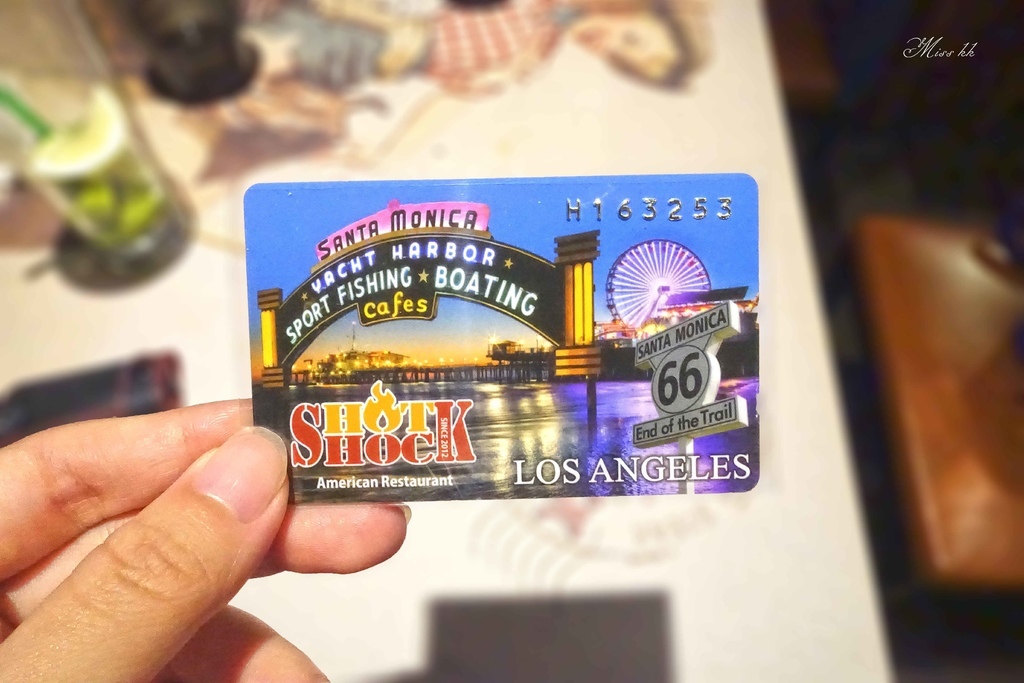 Miss kk
H163253
SANTA MONICA
YACHT HARBOR
SPORT FISHING ★ BOATING
cafes
SANTA MONICA
66
End of the Trail
SHOT
SHOCK
SINCE 2012
American Restaurant
LOS ANGELES